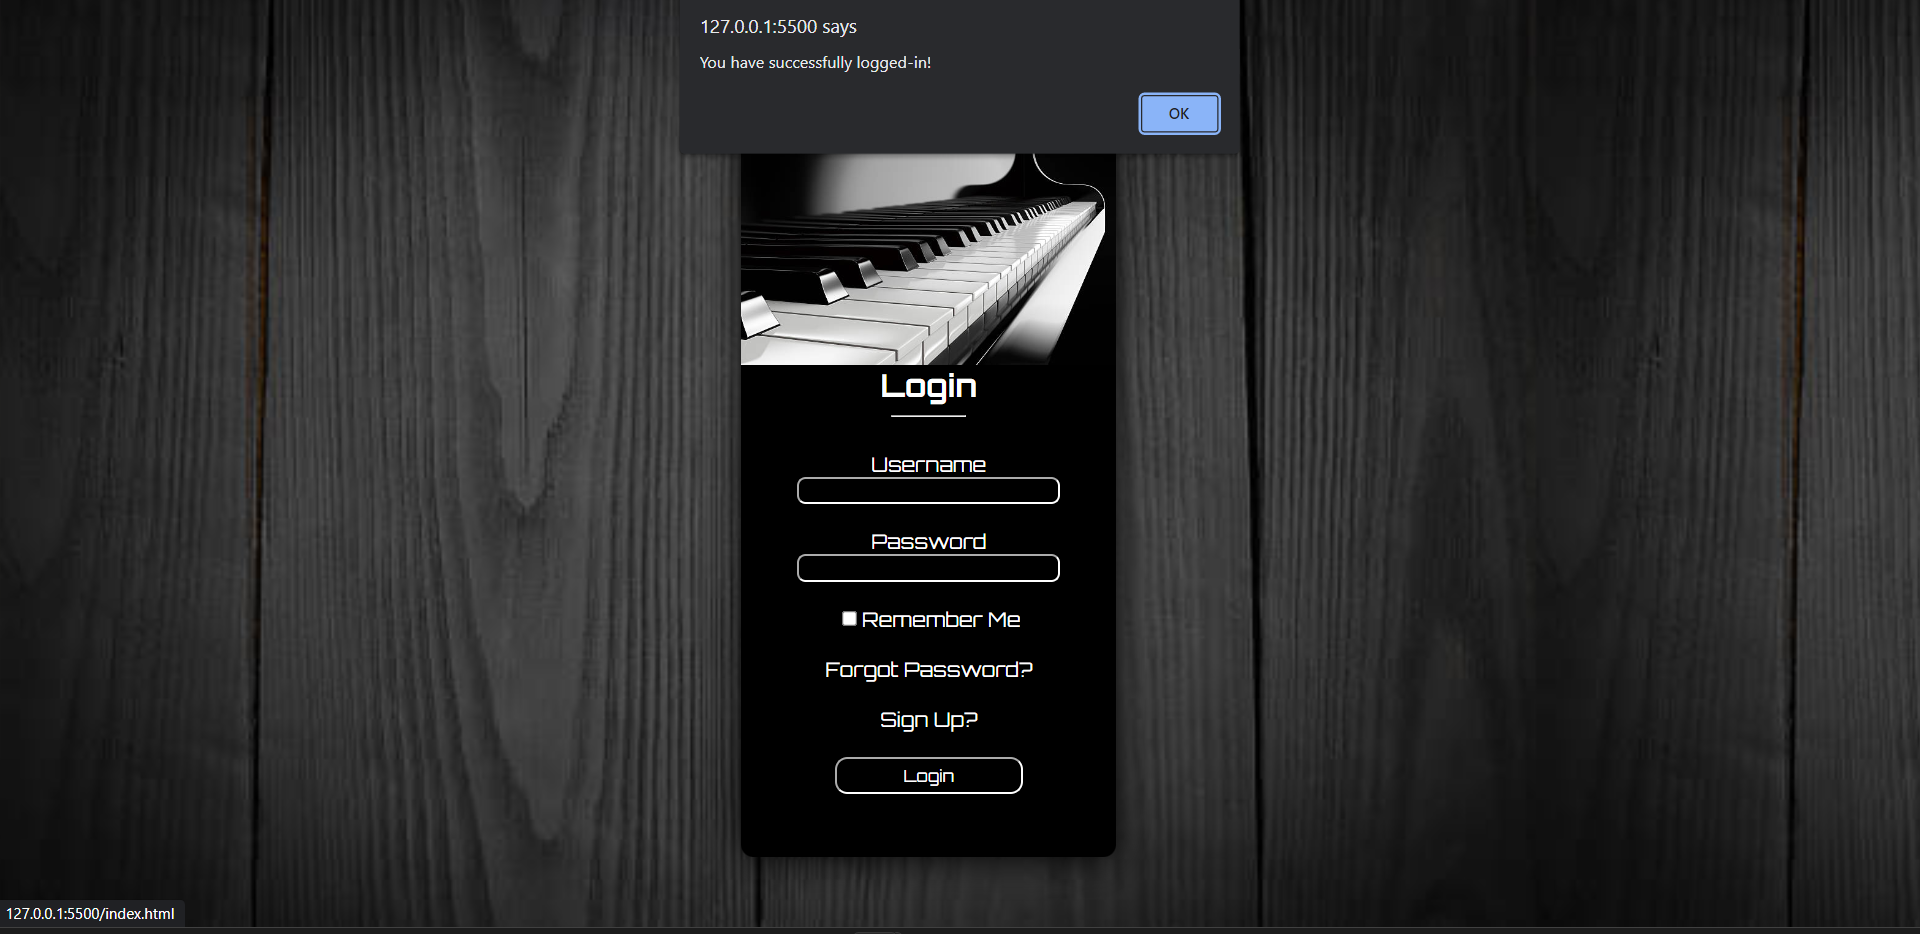 127.0.0.1:5500 says
You have successfully logged-in!
OK
Login
Username
Password
Remember Me
Forgot Password?
Sign Up?
Login
127.0.0.1:5500/index.html